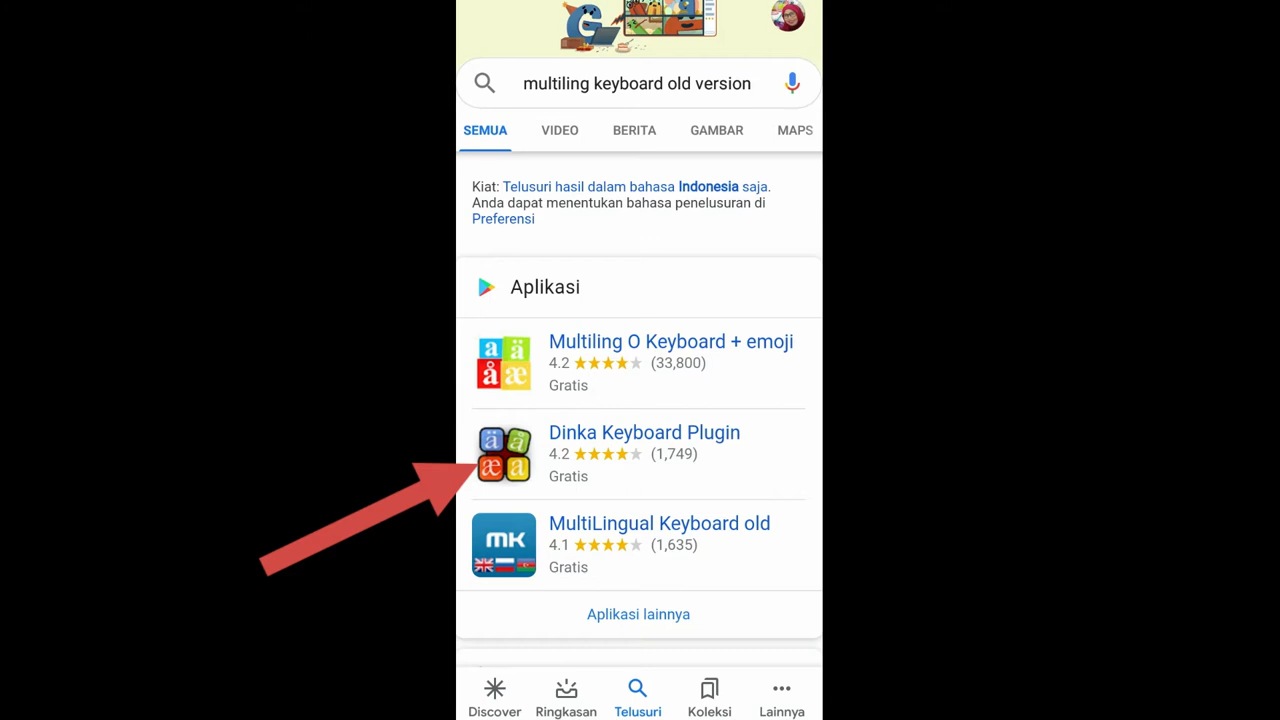 multiling keyboard old version
SEMUA VIDEO BERITA GAMBAR MAPS
Kiat: Telusuri hasil dalam bahasa Indonesia saja.
Anda dapat menentukan bahasa penelusuran di
Preferensi
Aplikasi
a ä å æ
Multiling O Keyboard + emoji
4.2 (33,800)
Gratis
ä å æ a
Dinka Keyboard Plugin
4.2 (1,749)
Gratis
mK
MultiLingual Keyboard old
4.1 (1,635)
Gratis
Aplikasi lainnya
Discover Ringkasan Telusuri Koleksi Lainnya